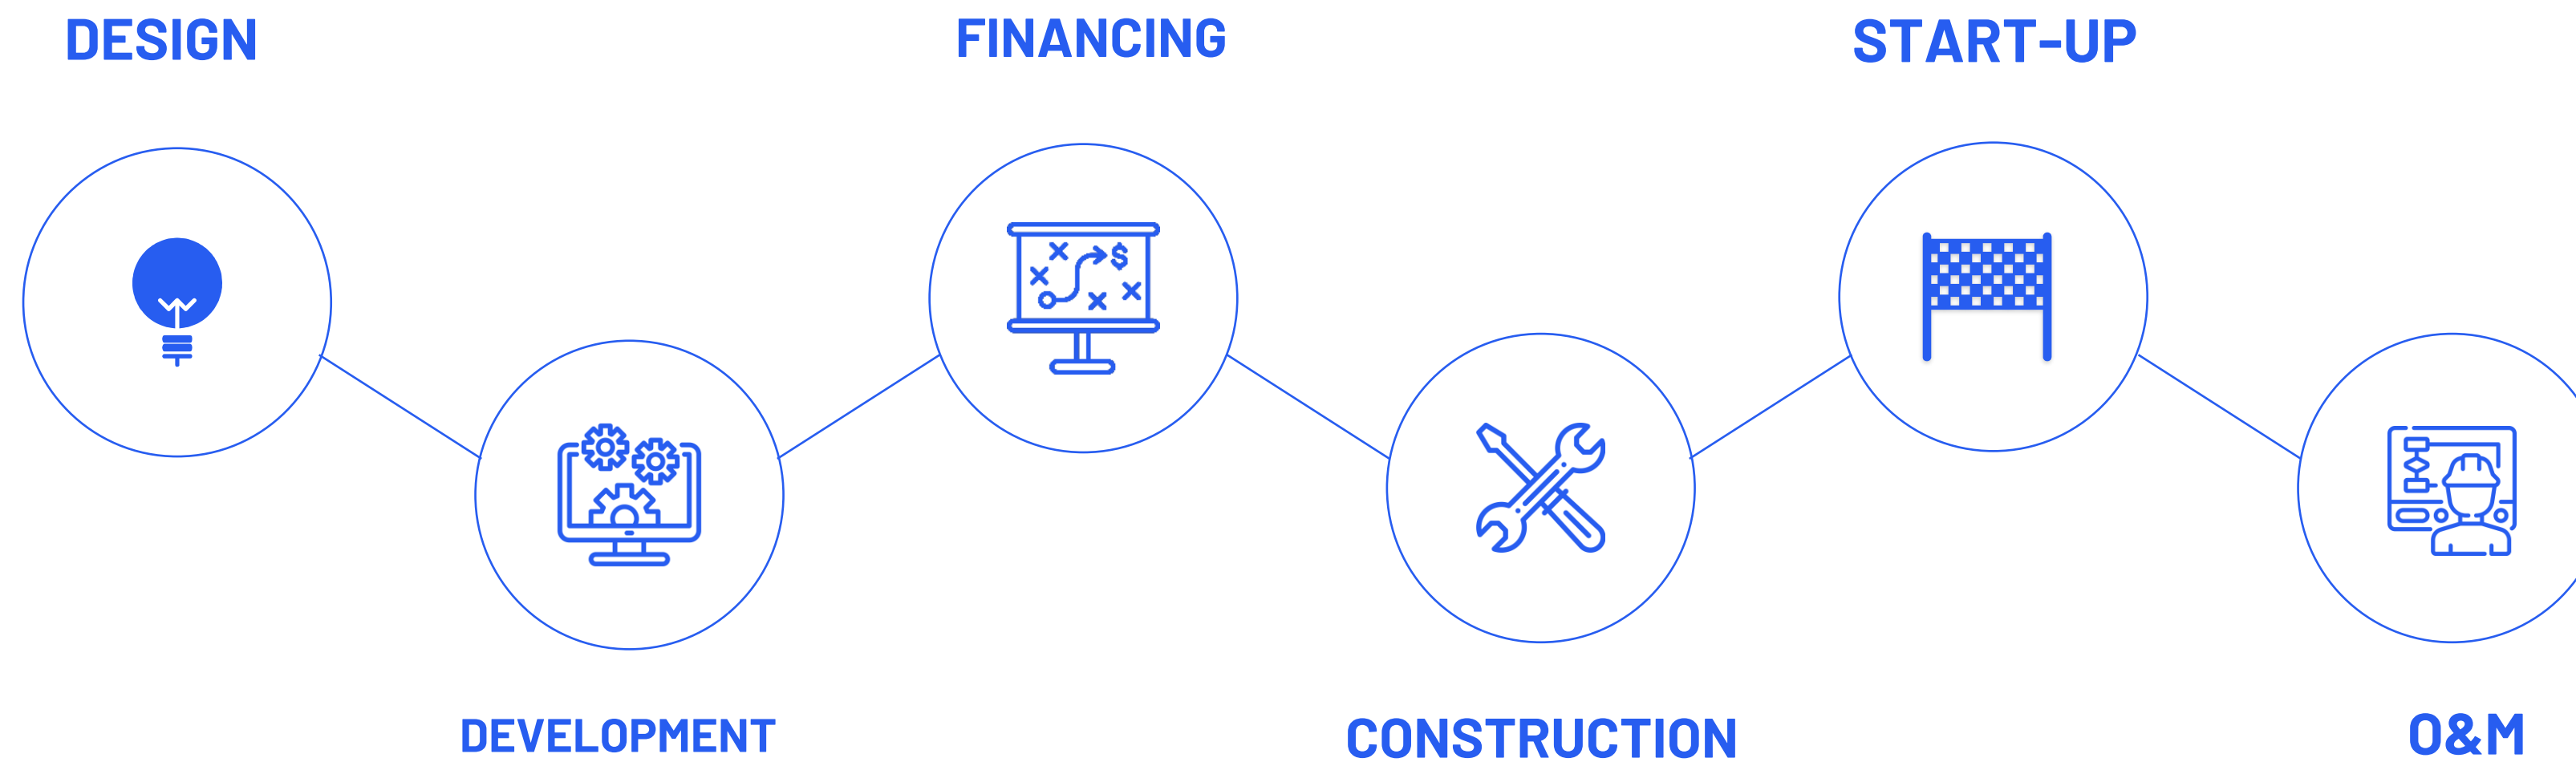 DESIGN
DEVELOPMENT
FINANCING
$
CONSTRUCTION
START-UP
O&M